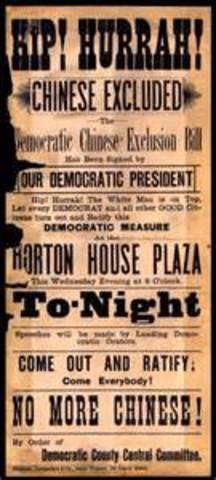 HIP! HURRAH!
CHINESE EXCLUDED
The
Democratic Chinese Exclusion Bill
Has Been Signed by
OUR DEMOCRATIC PRESIDENT
Hip! Hurrah! The White Man is on Top,
Let every DEMOCRAT and all other GOOD Cit-
izens turn out and Ratify this
DEMOCRATIC MEASURE
At the
HORTON HOUSE PLAZA
This Wednesday Evening at 8 O'clock.
To-Night
Speeches will be made by Leading Demo-
cratic Orators.
COME OUT AND RATIFY;
Come Everybody!
NO MORE CHINESE!
By Order of
Democratic County Central Committee.